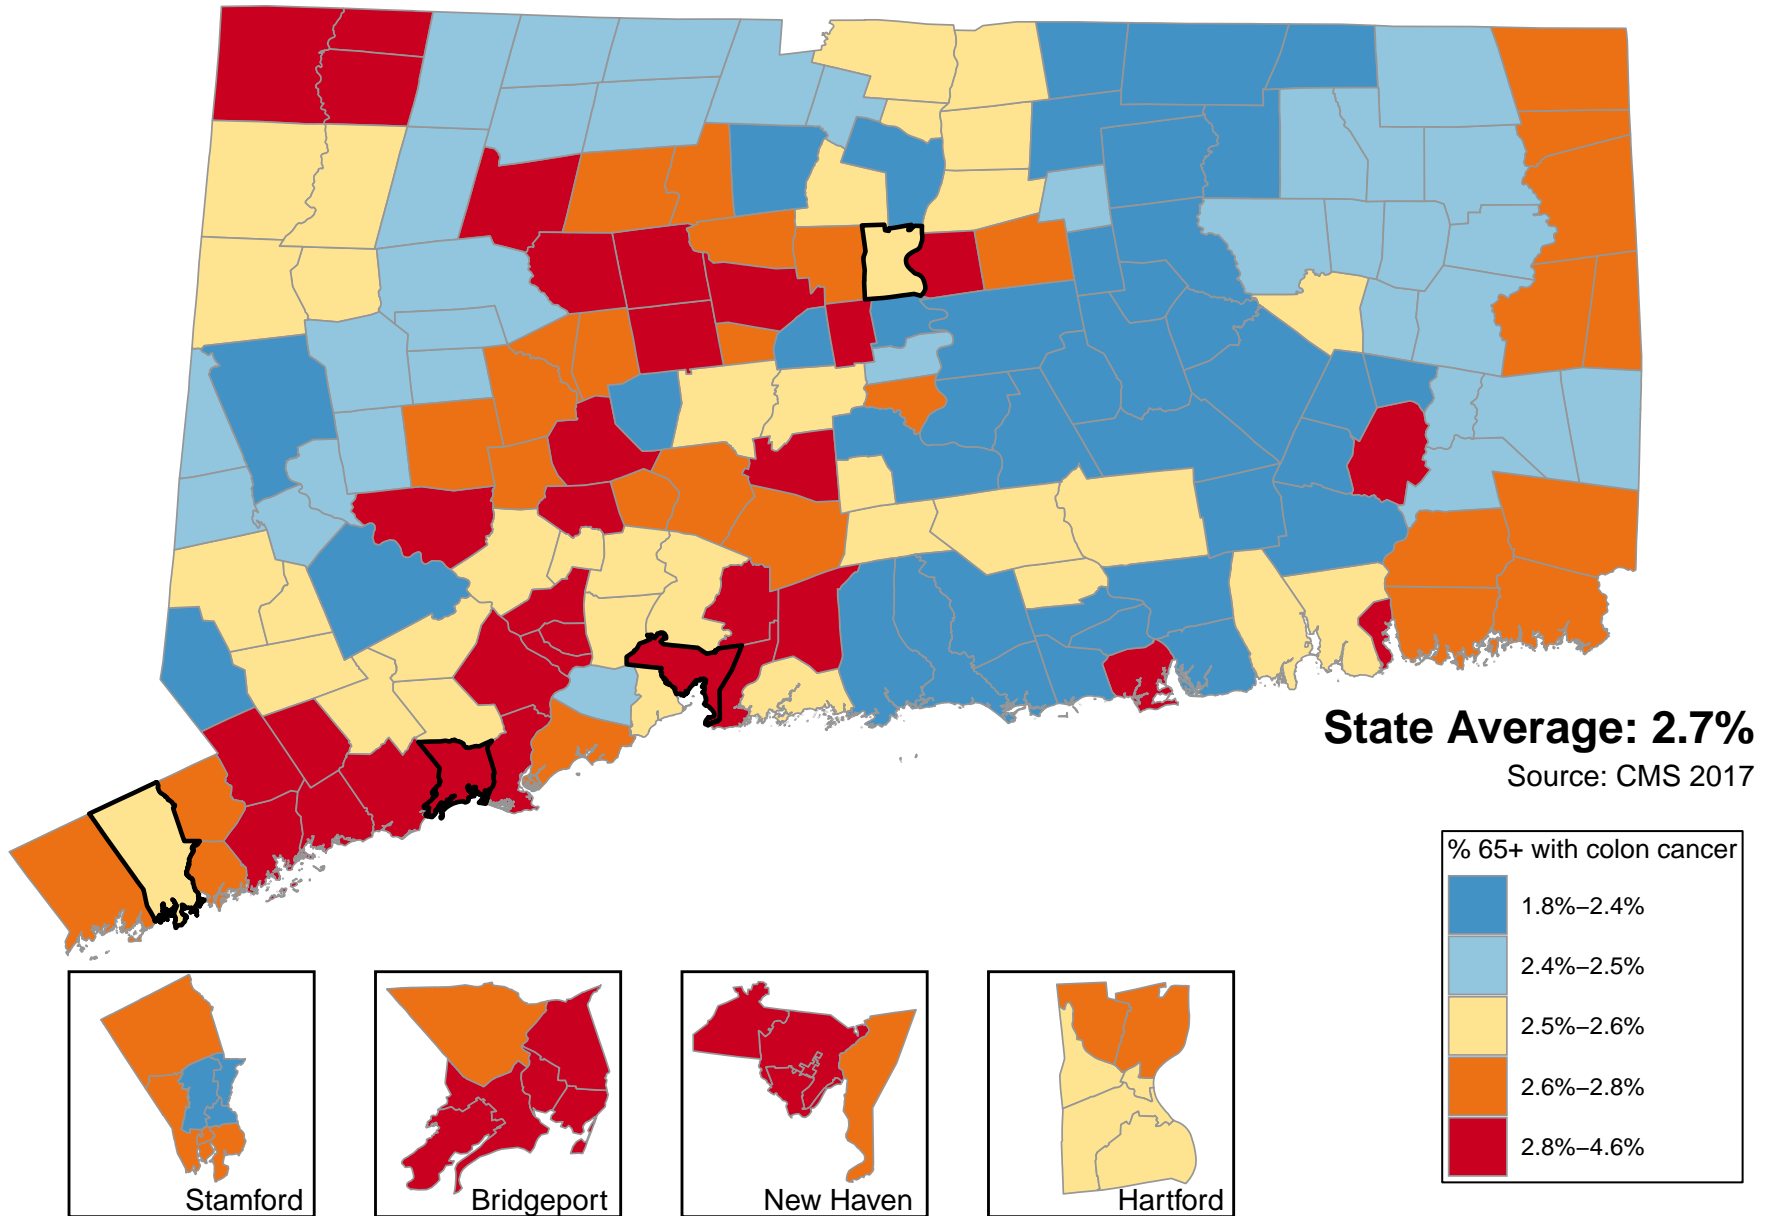 State Average: 2.7%
Source: CMS 2017
% 65+ with colon cancer
1.8%−2.4%
2.4%−2.5%
2.5%−2.6%
2.6%−2.8%
2.8%−4.6%
Stamford
Bridgeport
New Haven
Hartford